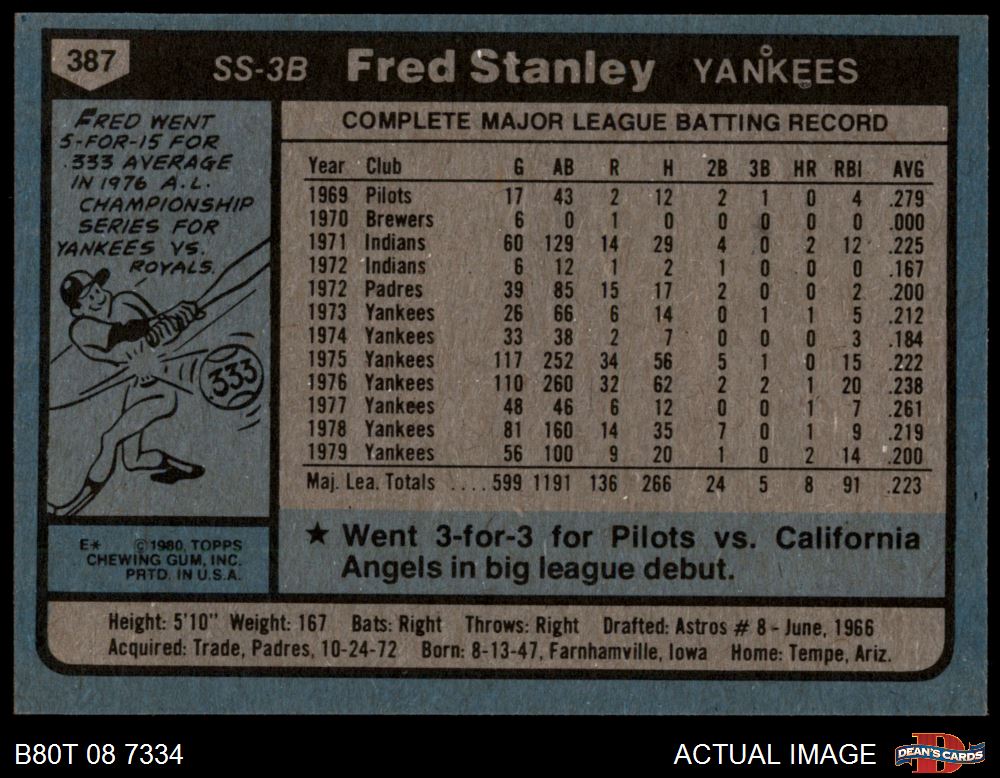 387 SS-3B Fred Stanley YANKEES
FRED WENT
5-FOR-15 FOR
.333 AVERAGE
IN 1976 A.L.
CHAMPIONSHIP
SERIES FOR
YANKEES VS.
ROYALS.
333
E* ©1980, TOPPS
CHEWING GUM, INC.
PRTD. IN U.S.A.
COMPLETE MAJOR LEAGUE BATTING RECORD
Year Club G AB R H 2B 3B HR RBI AVG
1969 Pilots 17 43 2 12 2 1 0 4 .279
1970 Brewers 6 0 1 0 0 0 0 0 .000
1971 Indians 60 129 14 29 4 0 2 12 .225
1972 Indians 6 12 1 2 1 0 0 0 .167
1972 Padres 39 85 15 17 2 0 0 2 .200
1973 Yankees 26 66 6 14 0 1 1 5 .212
1974 Yankees 33 38 2 7 0 0 0 3 .184
1975 Yankees 117 252 34 56 5 1 0 15 .222
1976 Yankees 110 260 32 62 2 2 1 20 .238
1977 Yankees 48 46 6 12 0 0 1 7 .261
1978 Yankees 81 160 14 35 7 0 1 9 .219
1979 Yankees 56 100 9 20 1 0 2 14 .200
Maj. Lea. Totals ....599 1191 136 266 24 5 8 91 .223
★ Went 3-for-3 for Pilots vs. California
Angels in big league debut.
Height: 5'10" Weight: 167 Bats: Right Throws: Right Drafted: Astros # 8 - June, 1966
Acquired: Trade, Padres, 10-24-72 Born: 8-13-47, Farnhamville, Iowa Home: Tempe, Ariz.
B80T 08 7334 ACTUAL IMAGE DEAN'S CARDS